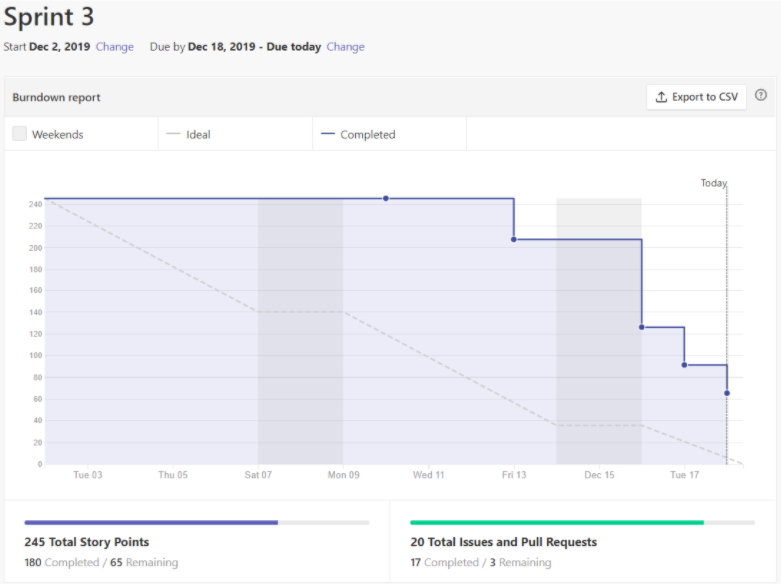 Sprint 3
Start Dec 2, 2019 Change Due by Dec 18, 2019 - Due today Change
Burndown report
Export to CSV
Weekends
Ideal
Completed
Today
240
220
200
180
160
140
120
100
80
60
40
20
0
Tue 03 Thu 05 Sat 07 Mon 09 Wed 11 Fri 13 Dec 15 Tue 17
245 Total Story Points
180 Completed / 65 Remaining
20 Total Issues and Pull Requests
17 Completed / 3 Remaining